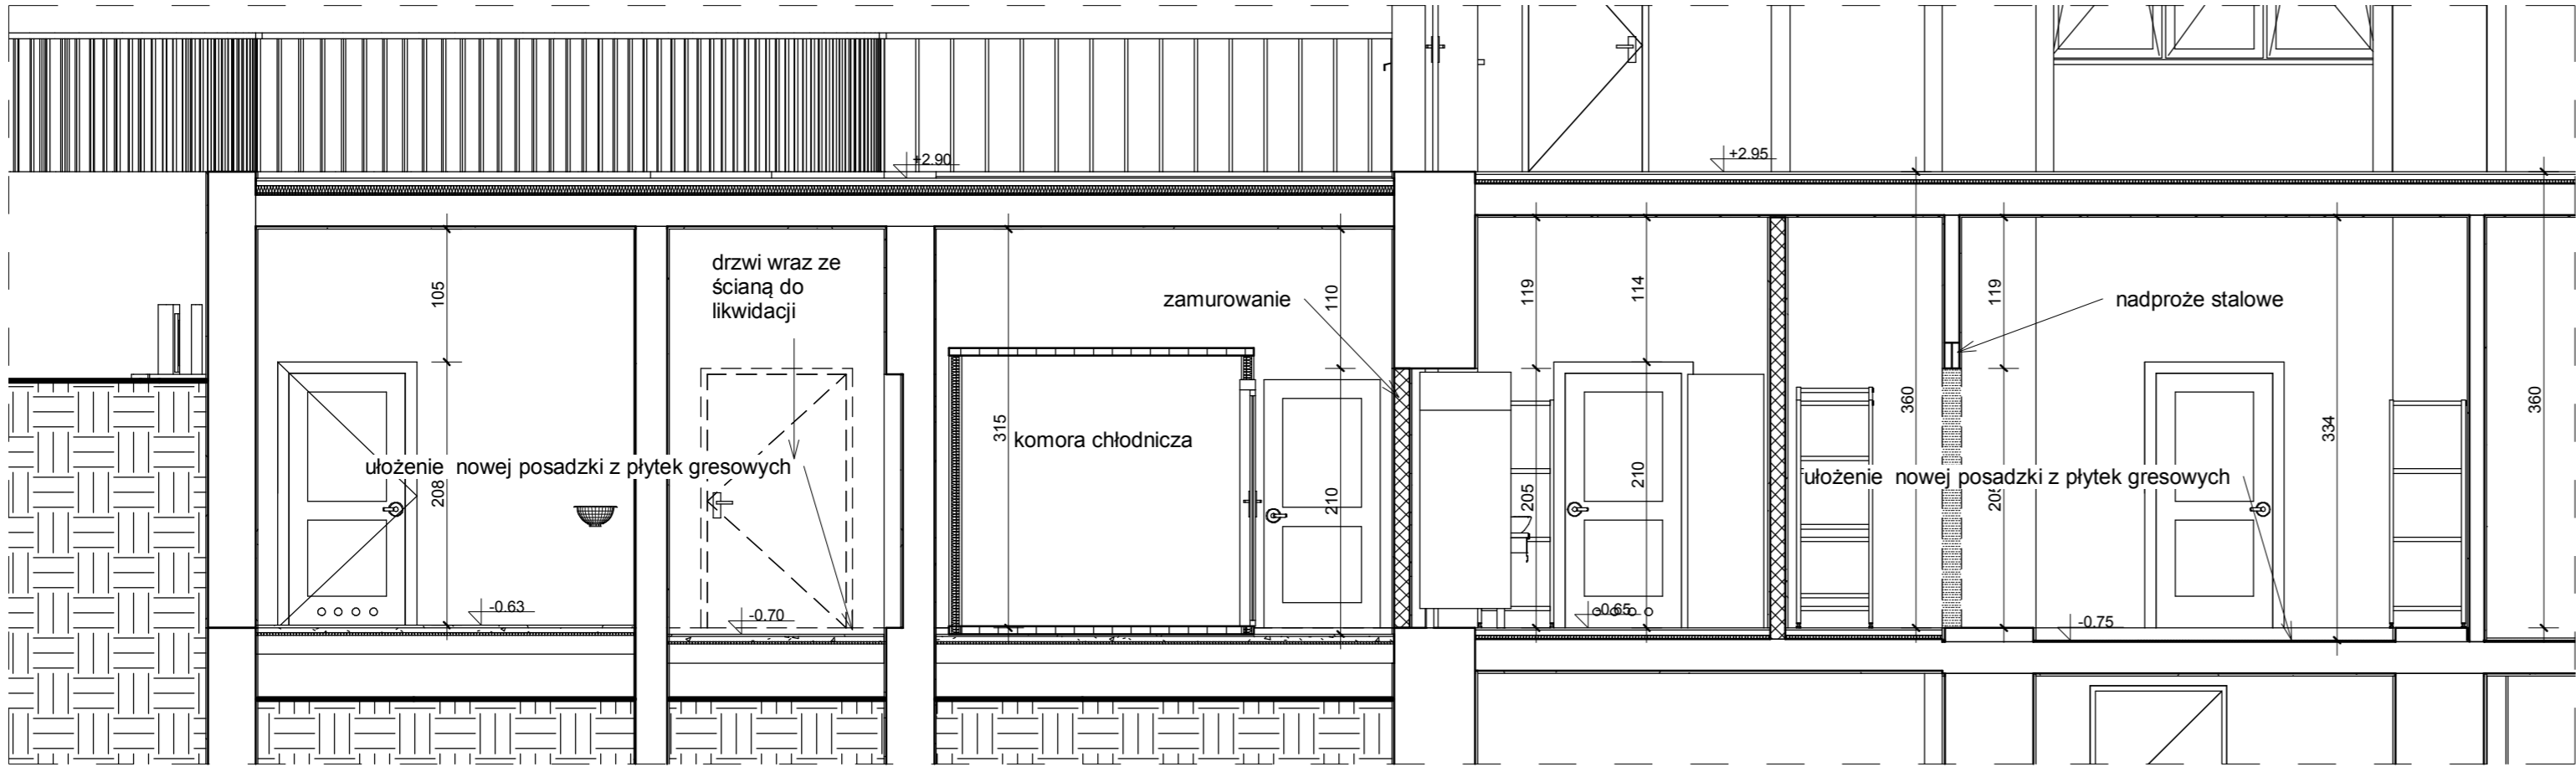 +2.90
+2.95
drzwi wraz ze
ścianą do
likwidacji
105
zamurowanie
110
119
114
119
nadproże stalowe
315
komora chłodnicza
360
334
360
ułożenie  nowej posadzki z płytek gresowych
ułożenie  nowej posadzki z płytek gresowych
208
210
205
210
205
-0.63
-0.70
-0.65
-0.75